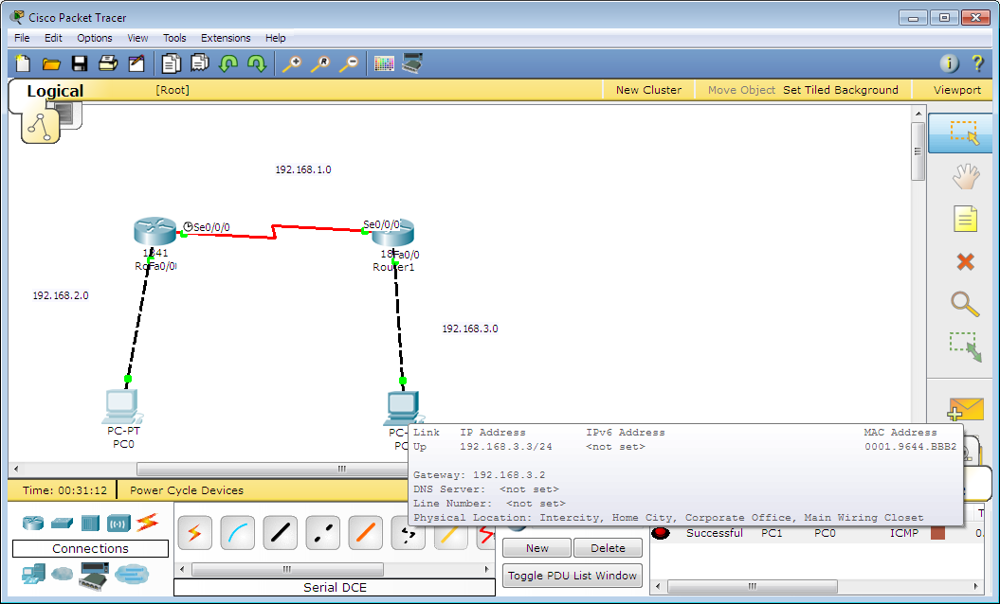 Cisco Packet Tracer
File Edit Options View Tools Extensions Help
Logical [Root] New Cluster Move Object Set Tiled Background Viewport
192.168.1.0
Se0/0/0 Se0/0/0
1841 Fa0/0
Fa0/0 Router1
192.168.2.0
192.168.3.0
PC-PT
PC0
Link IP Address IPv6 Address MAC Address
Up 192.168.3.3/24 <not set> 0001.9644.BBB2
Gateway: 192.168.3.2
DNS Server: <not set>
Line Number: <not set>
Physical Location: Intercity, Home City, Corporate Office, Main Wiring Closet
Time: 00:31:12 Power Cycle Devices
Successful PC1 PC0 ICMP
Connections
New Delete
Toggle PDU List Window
Serial DCE